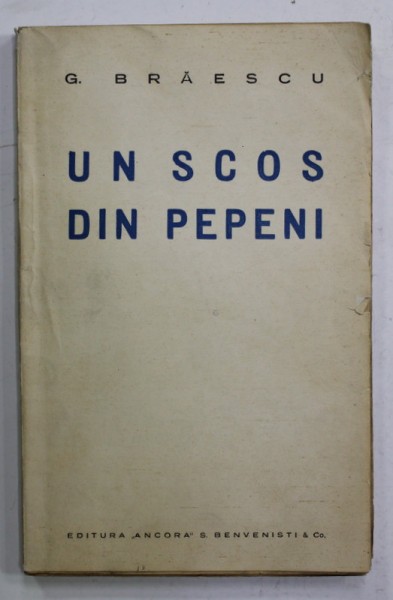 G. BRĂESCU
UN SCOS
DIN PEPENI
EDITURA „ANCORA" S. BENVENISTI & Co.